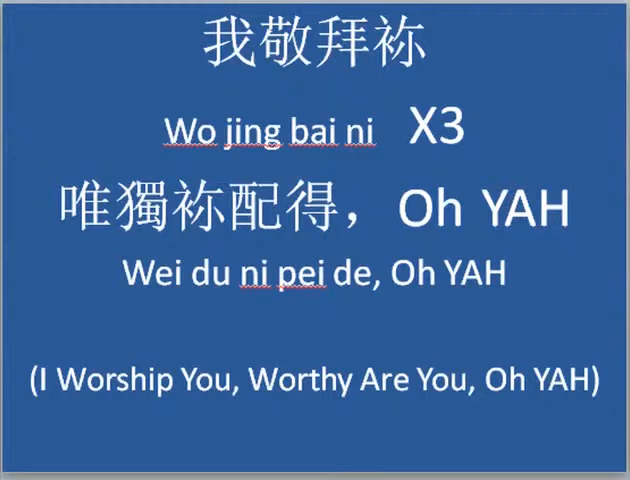 我敬拜祢
Wo jing bai ni X3
唯獨祢配得，Oh YAH
Wei du ni pei de, Oh YAH
(I Worship You, Worthy Are You, Oh YAH)